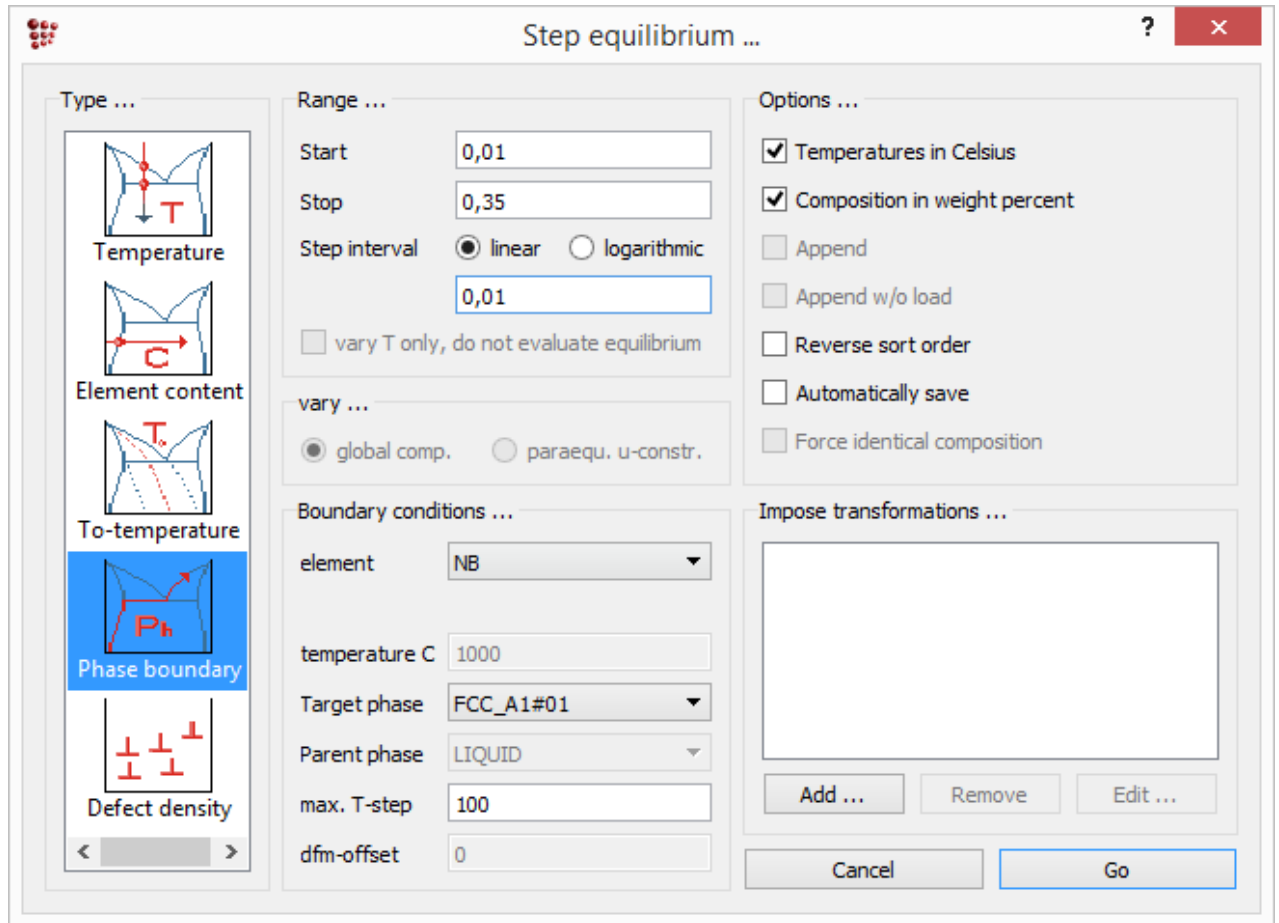 Step equilibrium ...
?
×
Type ...
T
Temperature
C
Element content
To
To-temperature
Ph
Phase boundary
Defect density
Range ...
Start 0,01
Stop 0,35
Step interval linear logarithmic
0,01
vary T only, do not evaluate equilibrium
vary ...
global comp. paraequ. u-constr.
Boundary conditions ...
element NB
temperature C 1000
Target phase FCC_A1#01
Parent phase LIQUID
max. T-step 100
dfm-offset 0
Options ...
Temperatures in Celsius
Composition in weight percent
Append
Append w/o load
Reverse sort order
Automatically save
Force identical composition
Impose transformations ...
Add ... Remove Edit ...
Cancel Go